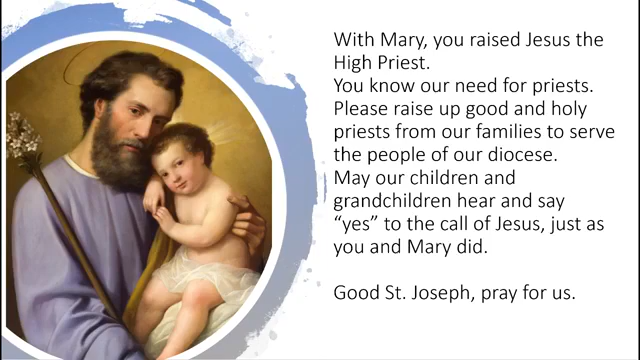 With Mary, you raised Jesus the
High Priest.
You know our need for priests.
Please raise up good and holy
priests from our families to serve
the people of our diocese.
May our children and
grandchildren hear and say
“yes” to the call of Jesus, just as
you and Mary did.
Good St. Joseph, pray for us.